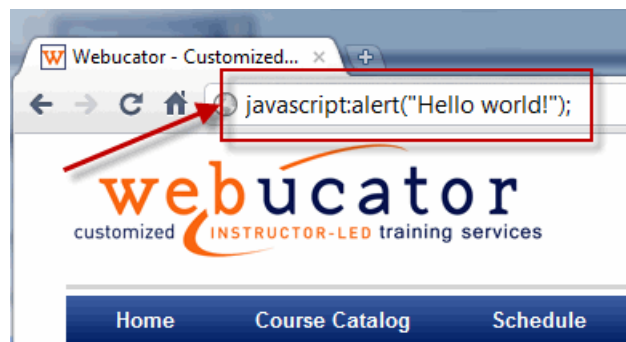 Webucator - Customized...
javascript:alert("Hello world!");
webucator
customized INSTRUCTOR-LED training services
Home Course Catalog Schedule